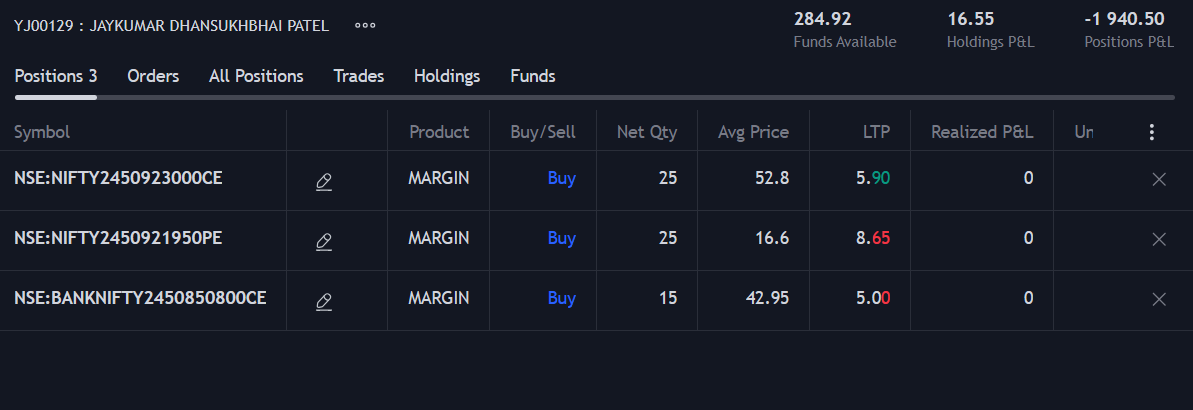 YJ00129 : JAYKUMAR DHANSUKHBHAI PATEL
284.92 16.55 -1 940.50
Funds Available Holdings P&L Positions P&L
Positions 3 Orders All Positions Trades Holdings Funds
Symbol Product Buy/Sell Net Qty Avg Price LTP Realized P&L Un
NSE:NIFTY2450923000CE MARGIN Buy 25 52.8 5.90 0
NSE:NIFTY2450921950PE MARGIN Buy 25 16.6 8.65 0
NSE:BANKNIFTY2450850800CE MARGIN Buy 15 42.95 5.00 0